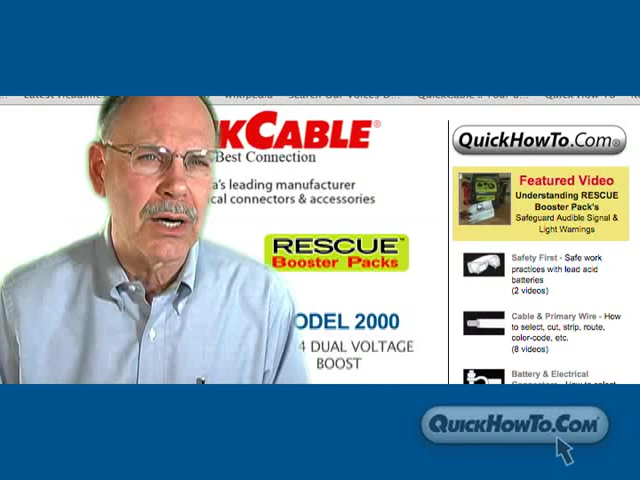 KCABLE®
Best Connection
a's leading manufacturer
cal connectors & accessories
RESCUE™
Booster Packs
ODEL 2000
4 DUAL VOLTAGE
BOOST
QUICKHOWTO.COM®
Featured Video
Understanding RESCUE
Booster Pack's
Safeguard Audible Signal &
Light Warnings
Safety First - Safe work
practices with lead acid
batteries
(2 videos)
Cable & Primary Wire - How
to select, cut, strip, route,
color-code, etc.
(8 videos)
Battery & Electrical
QUICKHOWTO.COM